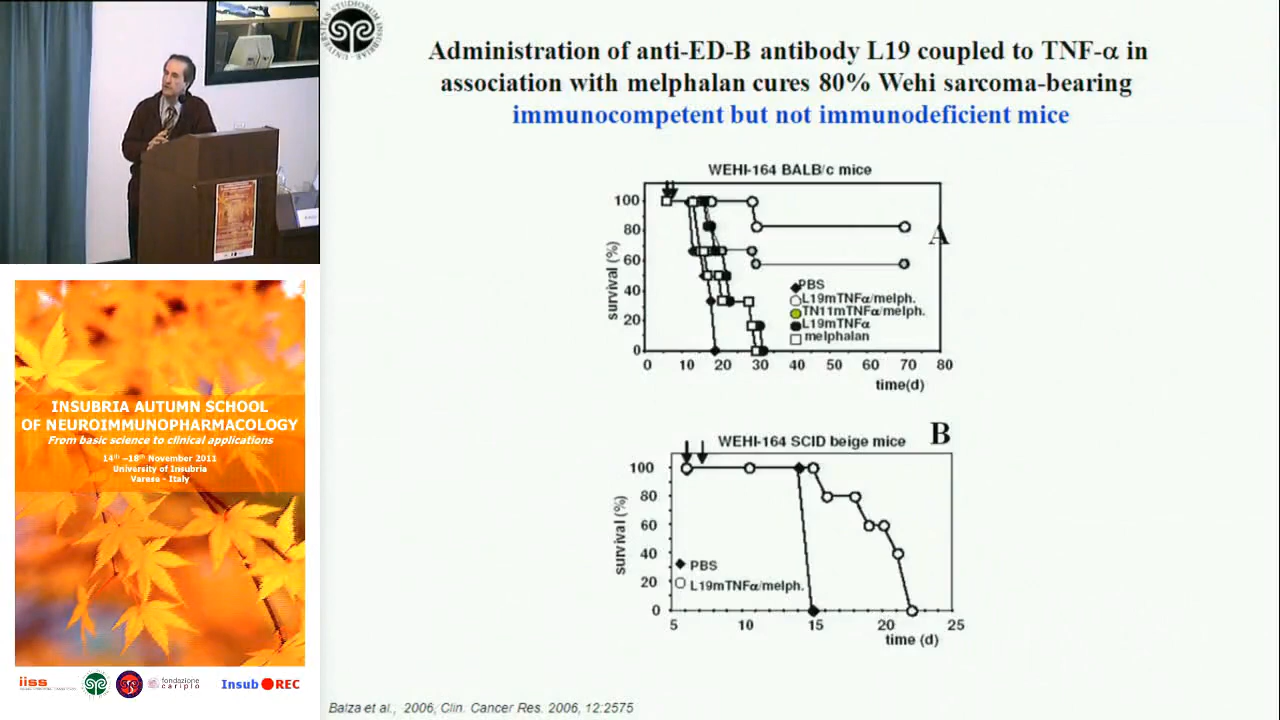 Administration of anti-ED-B antibody L19 coupled to TNF-α in
association with melphalan cures 80% Wehi sarcoma-bearing
immunocompetent but not immunodeficient mice
WEHI-164 BALB/c mice
A
survival (%)
100
80
60
40
20
0
PBS
L19mTNFα/melph.
TN11mTNFα/melph.
L19mTNFα
melphalan
0 10 20 30 40 50 60 70 80
time(d)
WEHI-164 SCID beige mice
B
survival (%)
100
80
60
40
20
0
PBS
L19mTNFα/melph.
5 10 15 20 25
time (d)
Balza et al., 2006, Clin. Cancer Res. 2006, 12:2575
UNIVERSITAS STUDIORUM INSUBRIAE
INSUBRIA AUTUMN SCHOOL
OF NEUROIMMUNOPHARMACOLOGY
From basic science to clinical applications
14th –18th November 2011
University of Insubria
Varese - Italy
iiss
fondazione
cariplo
Insub REC